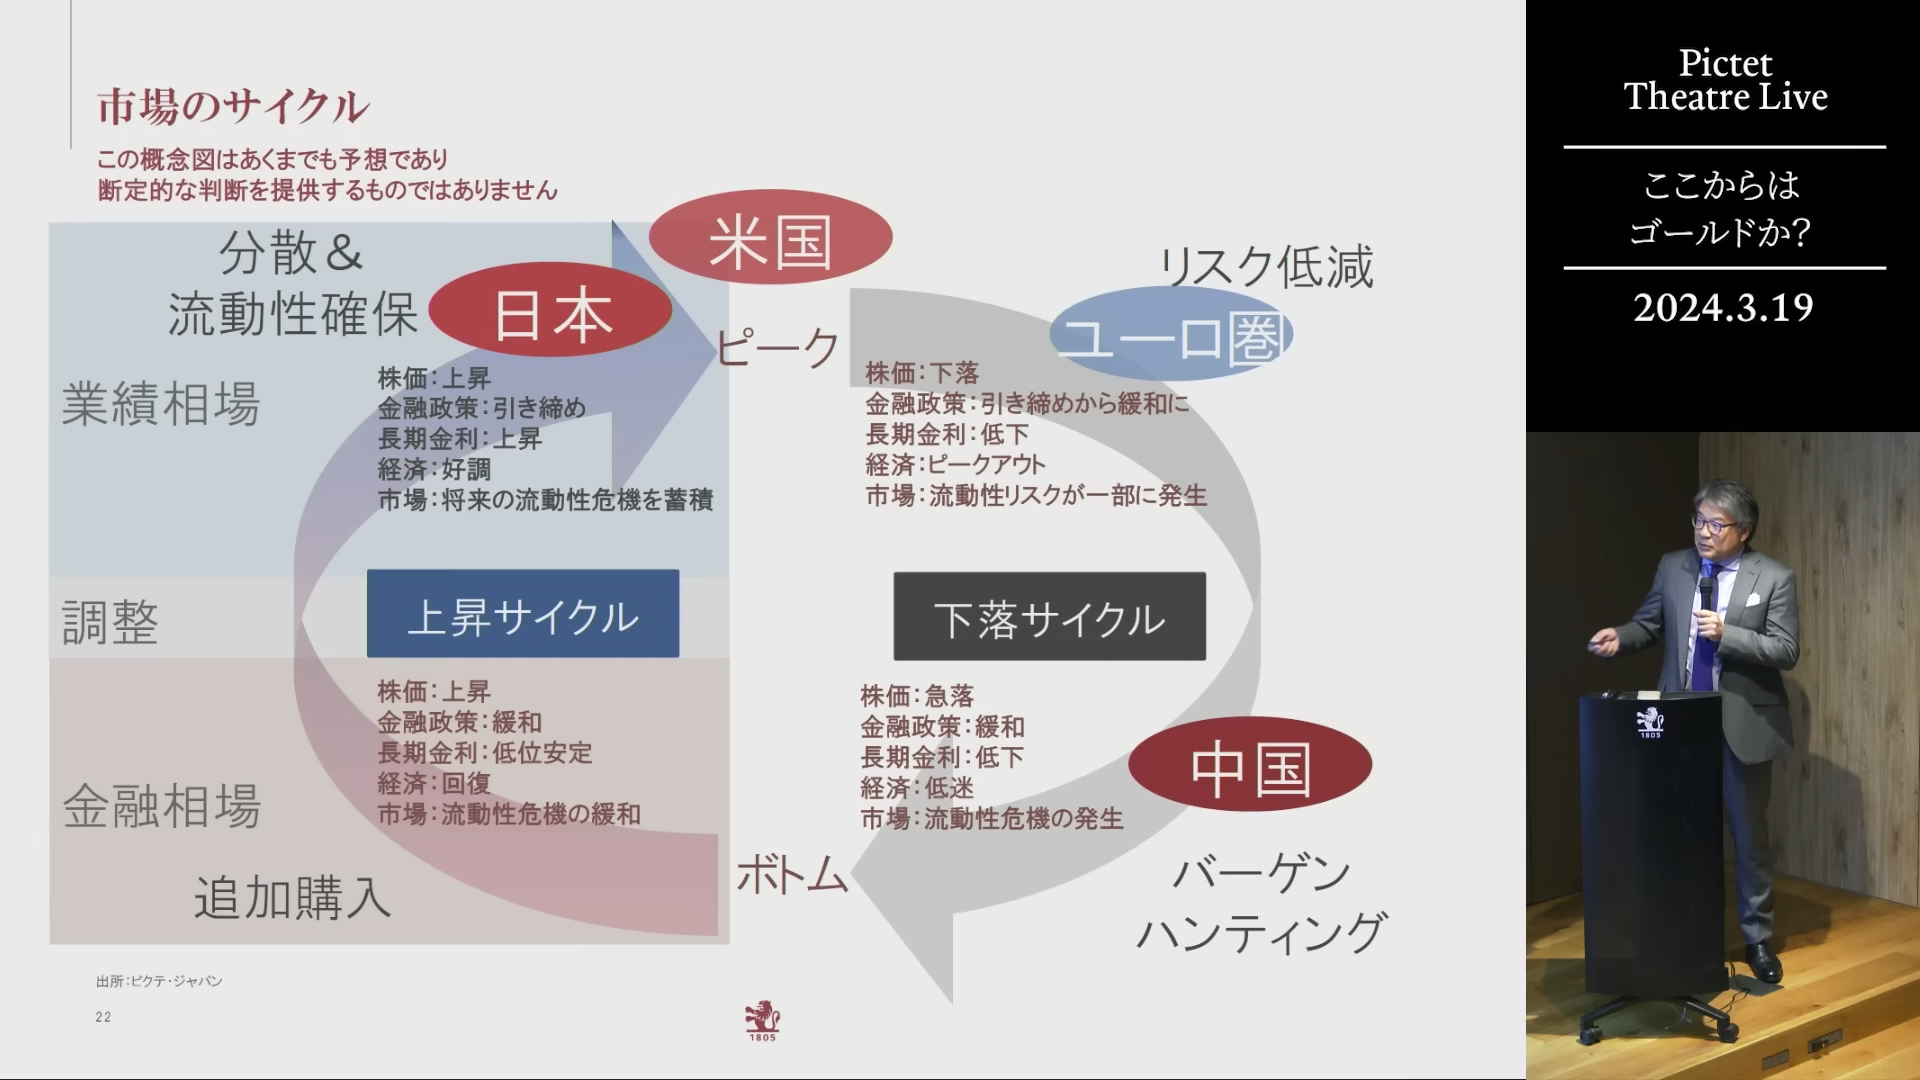 市場のサイクル
この概念図はあくまでも予想であり
断定的な判断を提供するものではありません
分散＆
流動性確保
日本
米国
ピーク
リスク低減
ユーロ圏
業績相場
株価：上昇
金融政策：引き締め
長期金利：上昇
経済：好調
市場：将来の流動性危機を蓄積
株価：下落
金融政策：引き締めから緩和に
長期金利：低下
経済：ピークアウト
市場：流動性リスクが一部に発生
調整
上昇サイクル
下落サイクル
金融相場
株価：上昇
金融政策：緩和
長期金利：低位安定
経済：回復
市場：流動性危機の緩和
株価：急落
金融政策：緩和
長期金利：低下
経済：低迷
市場：流動性危機の発生
中国
追加購入
ボトム
バーゲン
ハンティング
出所：ピクテ・ジャパン
22
1805
Pictet
Theatre Live
ここからは
ゴールドか？
2024.3.19
1805